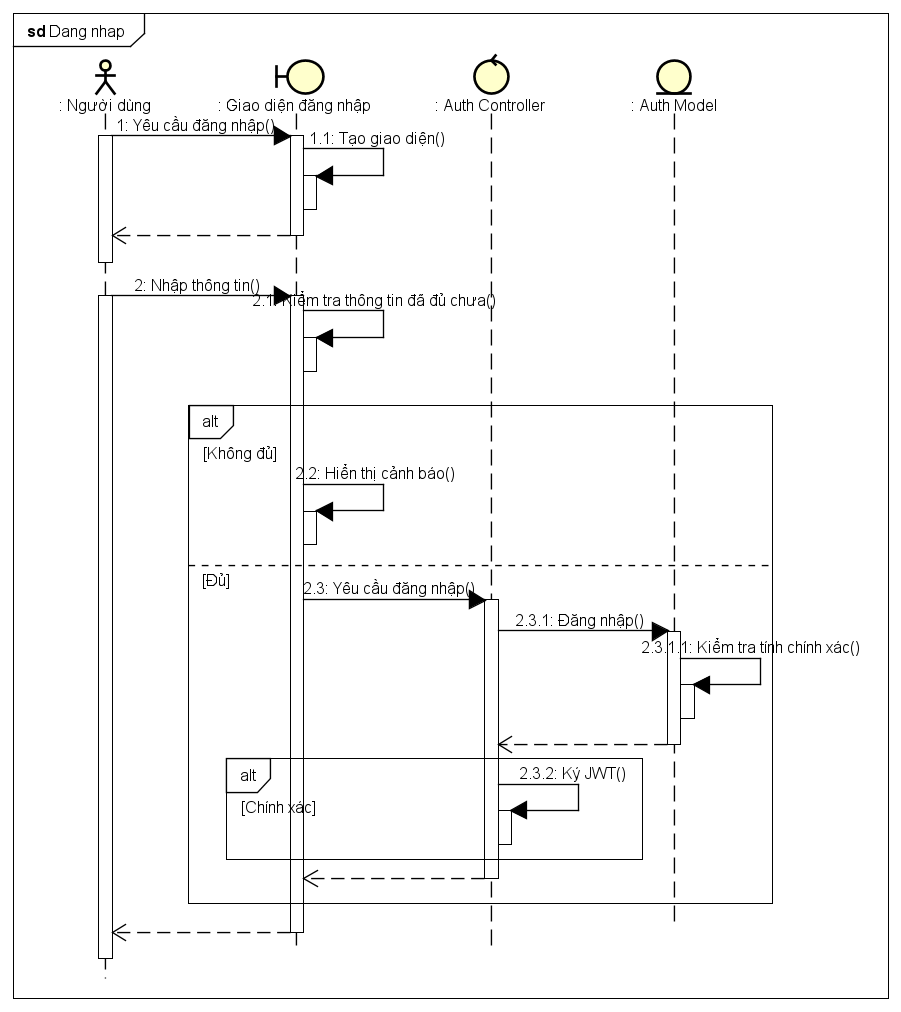 sd Dang nhap
: Người dùng
: Giao diện đăng nhập
: Auth Controller
: Auth Model
1: Yêu cầu đăng nhập()
1.1: Tạo giao diện()
2: Nhập thông tin()
2.1: Kiểm tra thông tin đã đủ chưa()
alt
[Không đủ]
2.2: Hiển thị cảnh báo()
[Đủ]
2.3: Yêu cầu đăng nhập()
2.3.1: Đăng nhập()
2.3.1.1: Kiểm tra tính chính xác()
alt
2.3.2: Ký JWT()
[Chính xác]